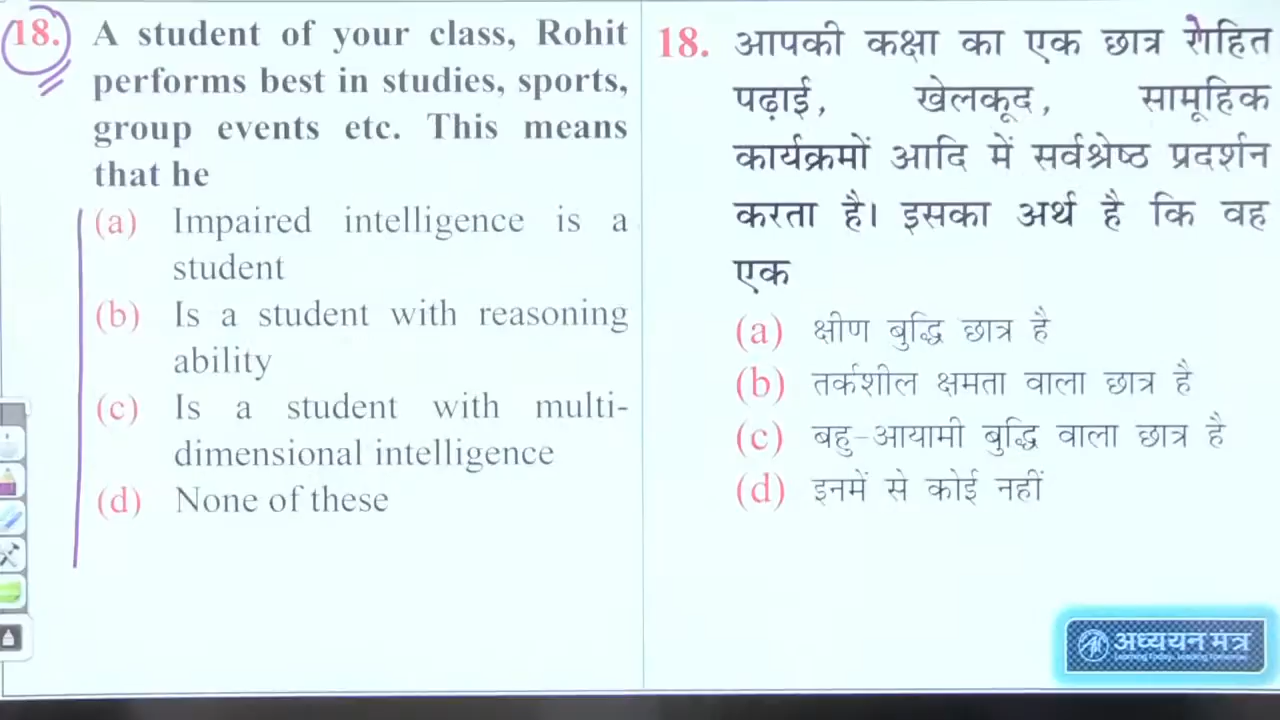 18. A student of your class, Rohit
performs best in studies, sports,
group events etc. This means
that he
(a) Impaired intelligence is a
student
(b) Is a student with reasoning
ability
(c) Is a student with multi-
dimensional intelligence
(d) None of these
18. आपकी कक्षा का एक छात्र रोहित
पढ़ाई, खेलकूद, सामूहिक
कार्यक्रमों आदि में सर्वश्रेष्ठ प्रदर्शन
करता है। इसका अर्थ है कि वह
एक
(a) क्षीण बुद्धि छात्र है
(b) तर्कशील क्षमता वाला छात्र है
(c) बहु-आयामी बुद्धि वाला छात्र है
(d) इनमें से कोई नहीं
अध्ययन मंत्र